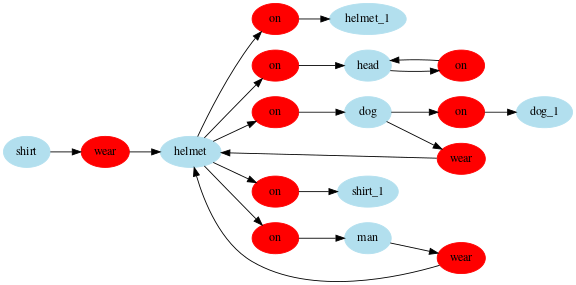 on helmet_1
on head on
on dog on dog_1
shirt wear helmet wear
on shirt_1
on man wear